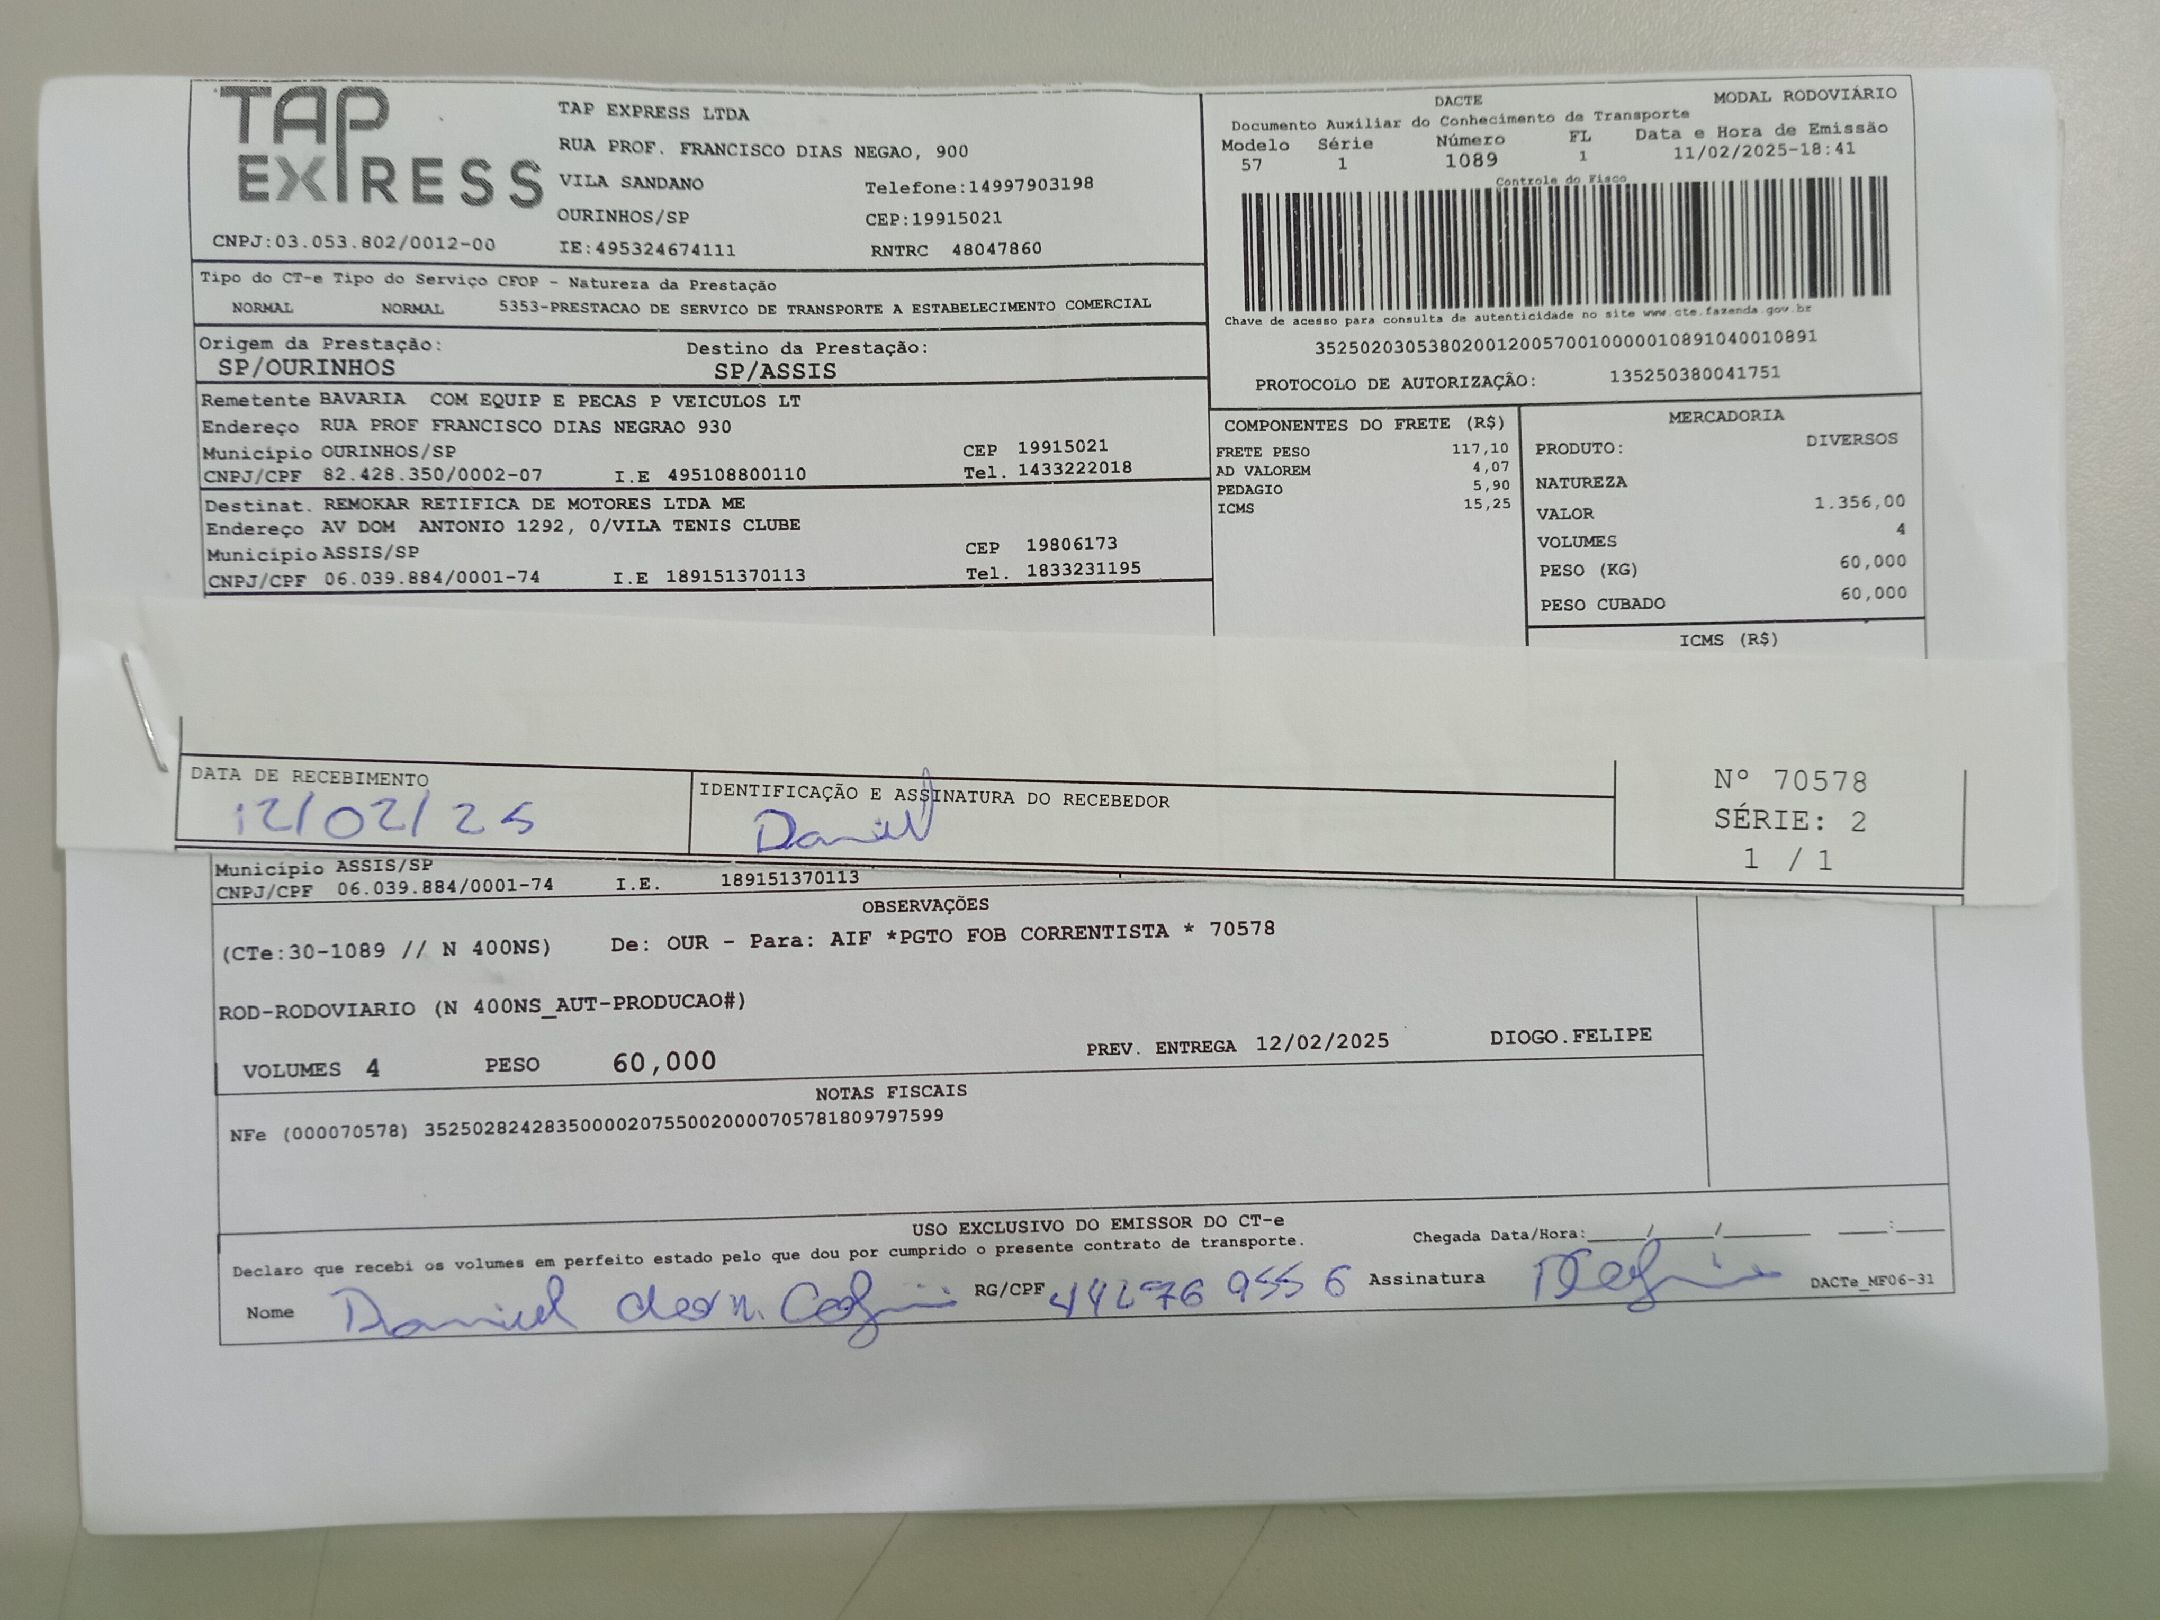 TAP EXPRESS
TAP EXPRESS LTDA
RUA PROF. FRANCISCO DIAS NEGAO, 900
VILA SANDANO Telefone:14997903198
OURINHOS/SP CEP:19915021
CNPJ:03.053.802/0012-00 IE:495324674111 RNTRC 48047860
DACTE MODAL RODOVIÁRIO
Documento Auxiliar do Conhecimento de Transporte
Modelo Série Número FL Data e Hora de Emissão
57 1 1089 1 11/02/2025-18:41
Controle do Fisco
Chave de acesso para consulta de autenticidade no site www.cte.fazenda.gov.br
35250203053802001200570010000010891040010891
PROTOCOLO DE AUTORIZAÇÃO: 135250380041751
Tipo do CT-e Tipo do Serviço CFOP - Natureza da Prestação
NORMAL NORMAL 5353-PRESTACAO DE SERVICO DE TRANSPORTE A ESTABELECIMENTO COMERCIAL
Origem da Prestação: Destino da Prestação:
SP/OURINHOS SP/ASSIS
Remetente BAVARIA COM EQUIP E PECAS P VEICULOS LT
Endereço RUA PROF FRANCISCO DIAS NEGRAO 930
Município OURINHOS/SP CEP 19915021
CNPJ/CPF 82.428.350/0002-07 I.E 495108800110 Tel. 1433222018
Destinat. REMOKAR RETIFICA DE MOTORES LTDA ME
Endereço AV DOM ANTONIO 1292, 0/VILA TENIS CLUBE
Município ASSIS/SP CEP 19806173
CNPJ/CPF 06.039.884/0001-74 I.E 189151370113 Tel. 1833231195
COMPONENTES DO FRETE (R$)
FRETE PESO 117,10
AD VALOREM 4,07
PEDAGIO 5,90
ICMS 15,25
MERCADORIA
PRODUTO: DIVERSOS
NATUREZA
VALOR 1.356,00
VOLUMES 4
PESO (KG) 60,000
PESO CUBADO 60,000
ICMS (R$)
DATA DE RECEBIMENTO IDENTIFICAÇÃO E ASSINATURA DO RECEBEDOR
12/02/25 Daniel
Nº 70578
SÉRIE: 2
1 / 1
Município ASSIS/SP
CNPJ/CPF 06.039.884/0001-74 I.E. 189151370113
OBSERVAÇÕES
(CTe:30-1089 // N 400NS) De: OUR - Para: AIF *PGTO FOB CORRENTISTA * 70578
ROD-RODOVIARIO (N 400NS_AUT-PRODUCAO#)
VOLUMES 4 PESO 60,000 PREV. ENTREGA 12/02/2025 DIOGO.FELIPE
NOTAS FISCAIS
NFe (000070578) 35250282428350000207550020000705781809797599
USO EXCLUSIVO DO EMISSOR DO CT-e
Declaro que recebi os volumes em perfeito estado pelo que dou por cumprido o presente contrato de transporte. Chegada Data/Hora:____/____/______ ____:____
Nome Daniel RG/CPF 442769556 Assinatura DACTe_MF06-31